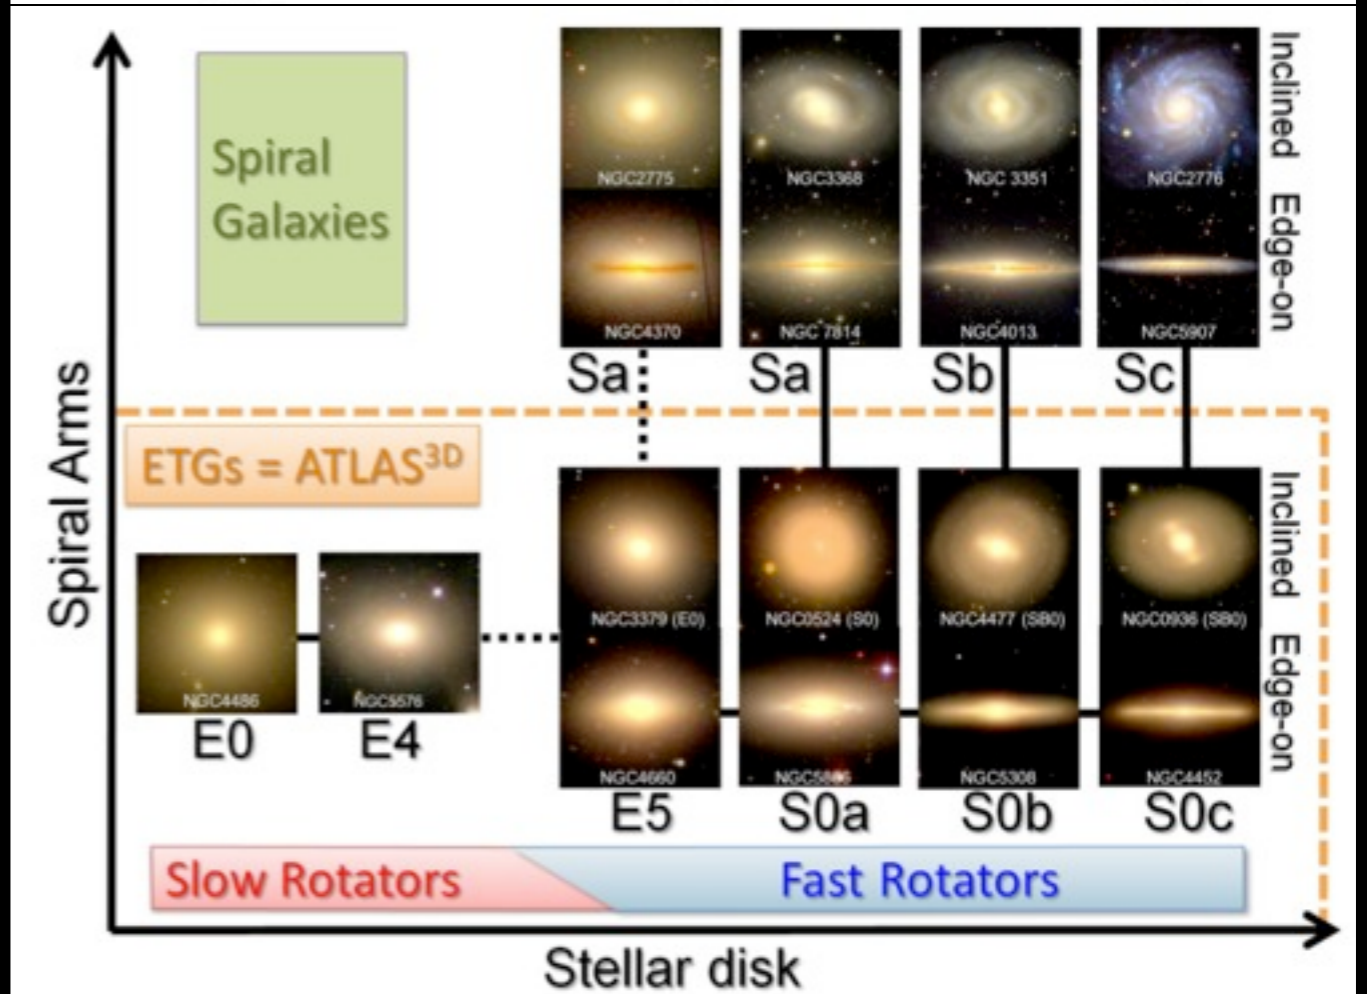 Spiral
Galaxies
NGC2775
NGC3368
NGC 3351
NGC2776
Inclined
NGC4370
NGC 7814
NGC4013
NGC5907
Edge-on
Sa
Sa
Sb
Sc
Spiral Arms
ETGs = ATLAS3D
NGC4486
E0
NGC5576
E4
NGC3379 (E0)
NGC0524 (S0)
NGC4477 (SB0)
NGC0936 (SB0)
Inclined
NGC4660
NGC5308
NGC4452
Edge-on
E5
S0a
S0b
S0c
Slow Rotators
Fast Rotators
Stellar disk